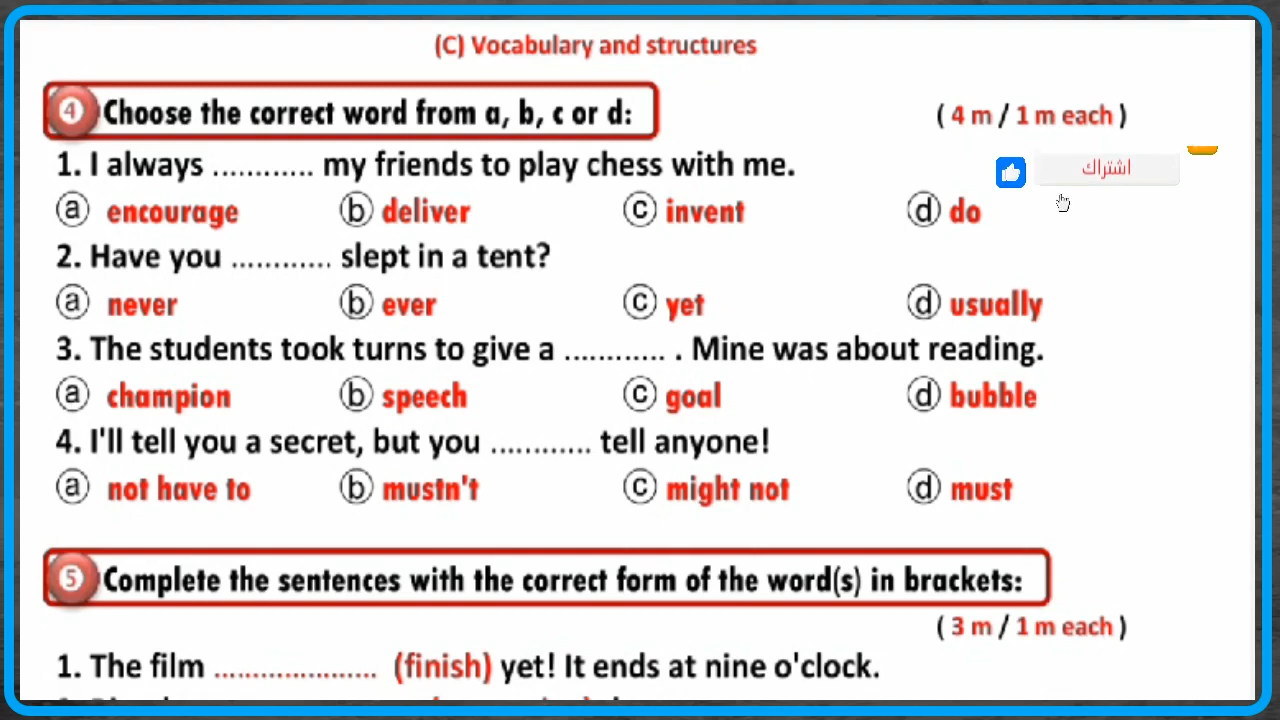 (C) Vocabulary and structures
4 Choose the correct word from a, b, c or d: ( 4 m / 1 m each )
1. I always ............ my friends to play chess with me.
اشتراك
a encourage b deliver c invent d do
2. Have you ............ slept in a tent?
a never b ever c yet d usually
3. The students took turns to give a ............ . Mine was about reading.
a champion b speech c goal d bubble
4. I'll tell you a secret, but you ............ tell anyone!
a not have to b mustn't c might not d must
5 Complete the sentences with the correct form of the word(s) in brackets:
( 3 m / 1 m each )
1. The film ..................... (finish) yet! It ends at nine o'clock.